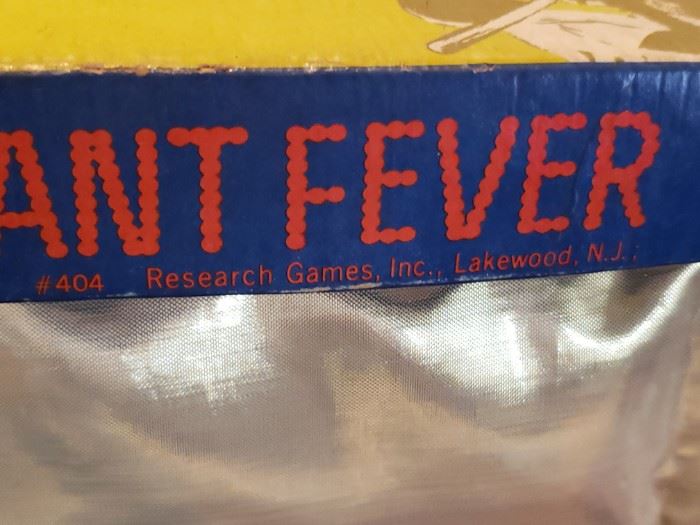 ANT FEVER
#404 Research Games, Inc., Lakewood, N.J.;